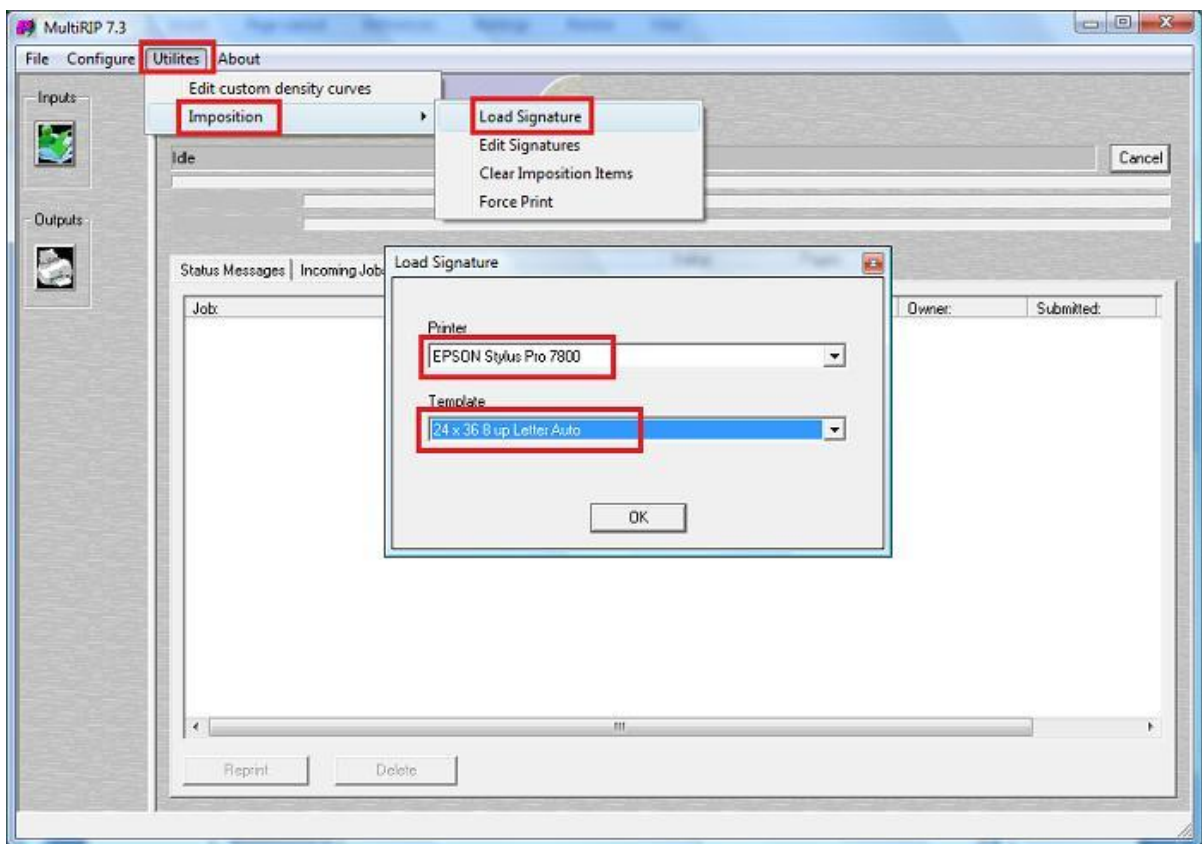 MultiRIP 7.3
File Configure Utilites About
Edit custom density curves
Imposition
Load Signature
Edit Signatures
Clear Imposition Items
Force Print
Inputs
Outputs
Idle
Cancel
Status Messages Incoming Job
Job: Owner: Submitted:
Load Signature
Printer
EPSON Stylus Pro 7800
Template
24 x 36 8 up Letter Auto
OK
Reprint Delete